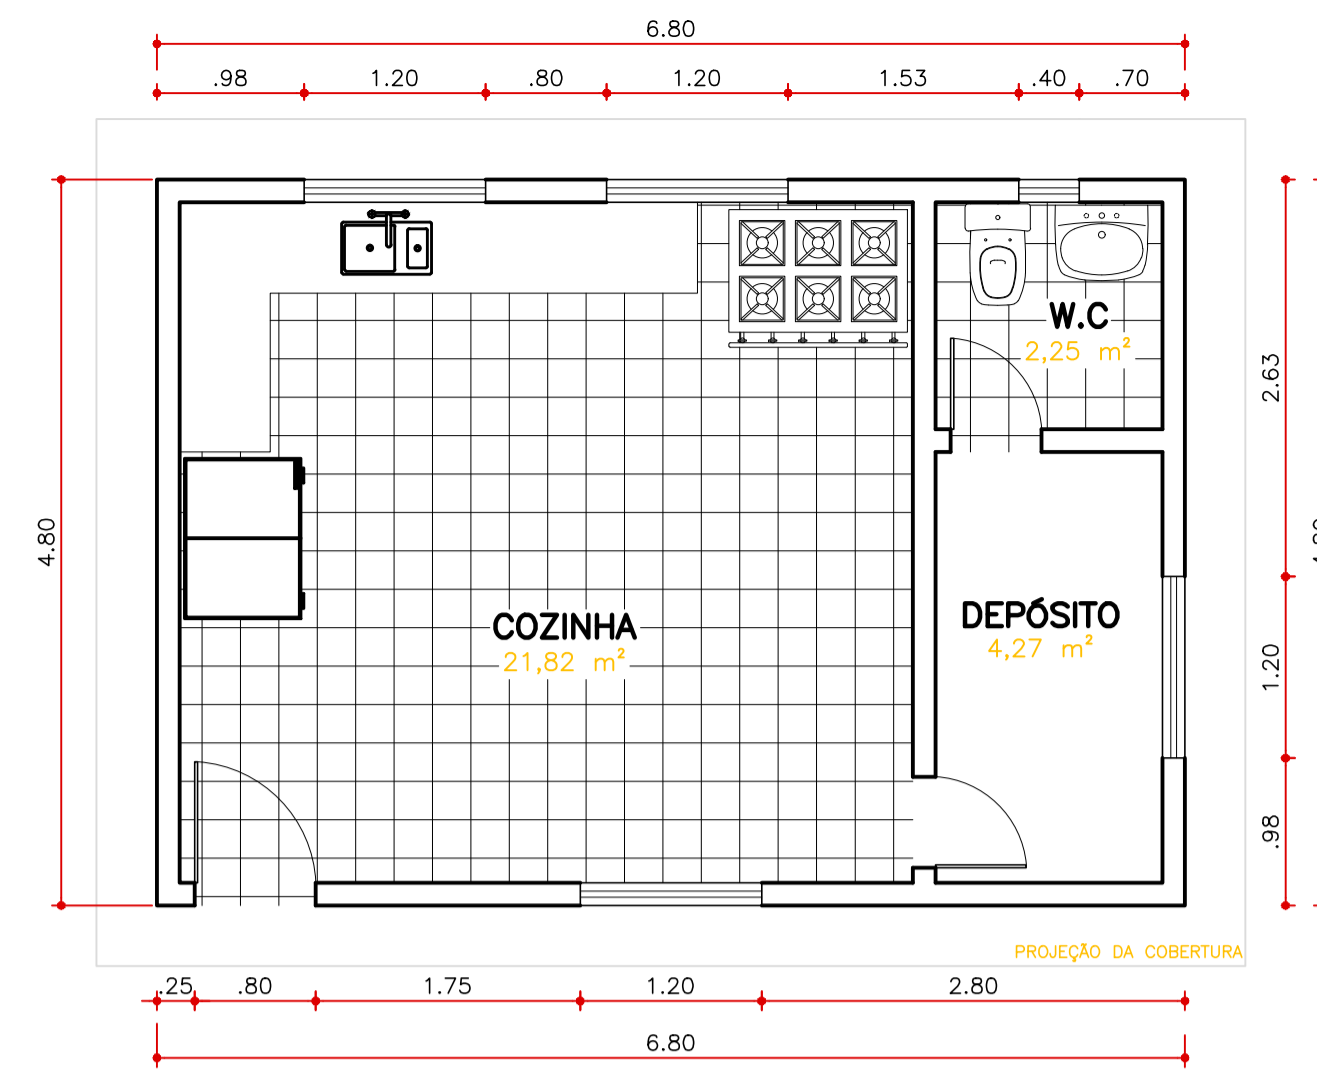 6.80
.98 1.20 .80 1.20 1.53 .40 .70
W.C
2,25 m²
2.63
4.80
COZINHA
21,82 m²
DEPÓSITO
4,27 m²
1.20
.98
PROJEÇÃO DA COBERTURA
.25 .80 1.75 1.20 2.80
6.80